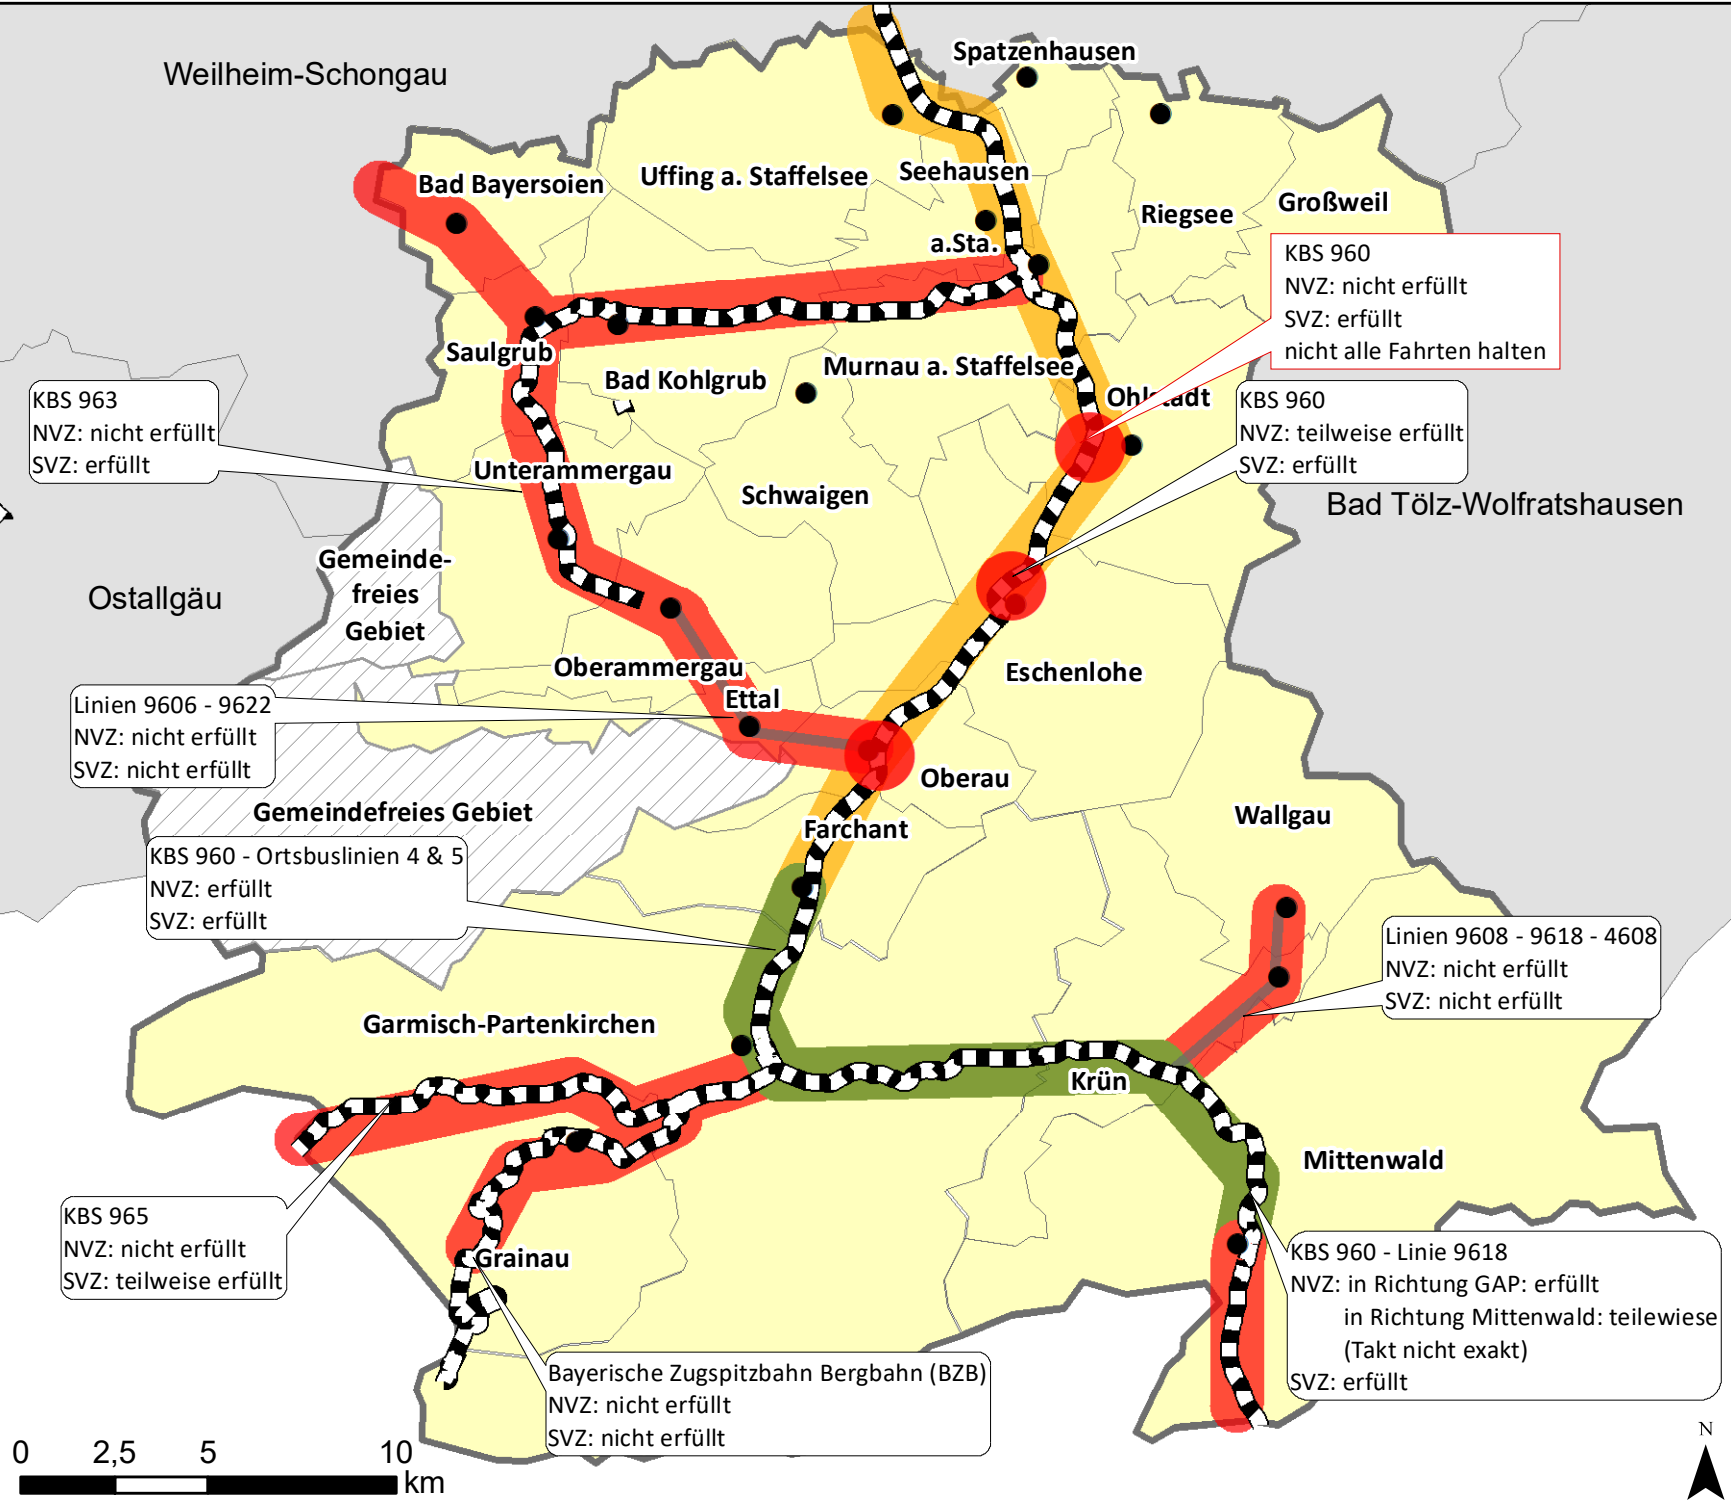 Spatzenhausen
Weilheim-Schongau
Bad Bayersoien
Uffing a. Staffelsee
Seehausen
a.Sta.
Riegsee
Großweil
KBS 960
NVZ: nicht erfüllt
SVZ: erfüllt
nicht alle Fahrten halten
Saulgrub
Bad Kohlgrub
Murnau a. Staffelsee
Ohlstadt
KBS 963
NVZ: nicht erfüllt
SVZ: erfüllt
KBS 960
NVZ: teilweise erfüllt
SVZ: erfüllt
Unterammergau
Schwaigen
Bad Tölz-Wolfratshausen
Gemeinde-
freies
Gebiet
Ostallgäu
Oberammergau
Ettal
Eschenlohe
Linien 9606 - 9622
NVZ: nicht erfüllt
SVZ: nicht erfüllt
Oberau
Gemeindefreies Gebiet
Farchant
Wallgau
KBS 960 - Ortsbuslinien 4 & 5
NVZ: erfüllt
SVZ: erfüllt
Linien 9608 - 9618 - 4608
NVZ: nicht erfüllt
SVZ: nicht erfüllt
Garmisch-Partenkirchen
Krün
Mittenwald
KBS 965
NVZ: nicht erfüllt
SVZ: teilweise erfüllt
Grainau
KBS 960 - Linie 9618
NVZ: in Richtung GAP: erfüllt
in Richtung Mittenwald: teilewiese
(Takt nicht exakt)
SVZ: erfüllt
Bayerische Zugspitzbahn Bergbahn (BZB)
NVZ: nicht erfüllt
SVZ: nicht erfüllt
0 2,5 5 10
km
N